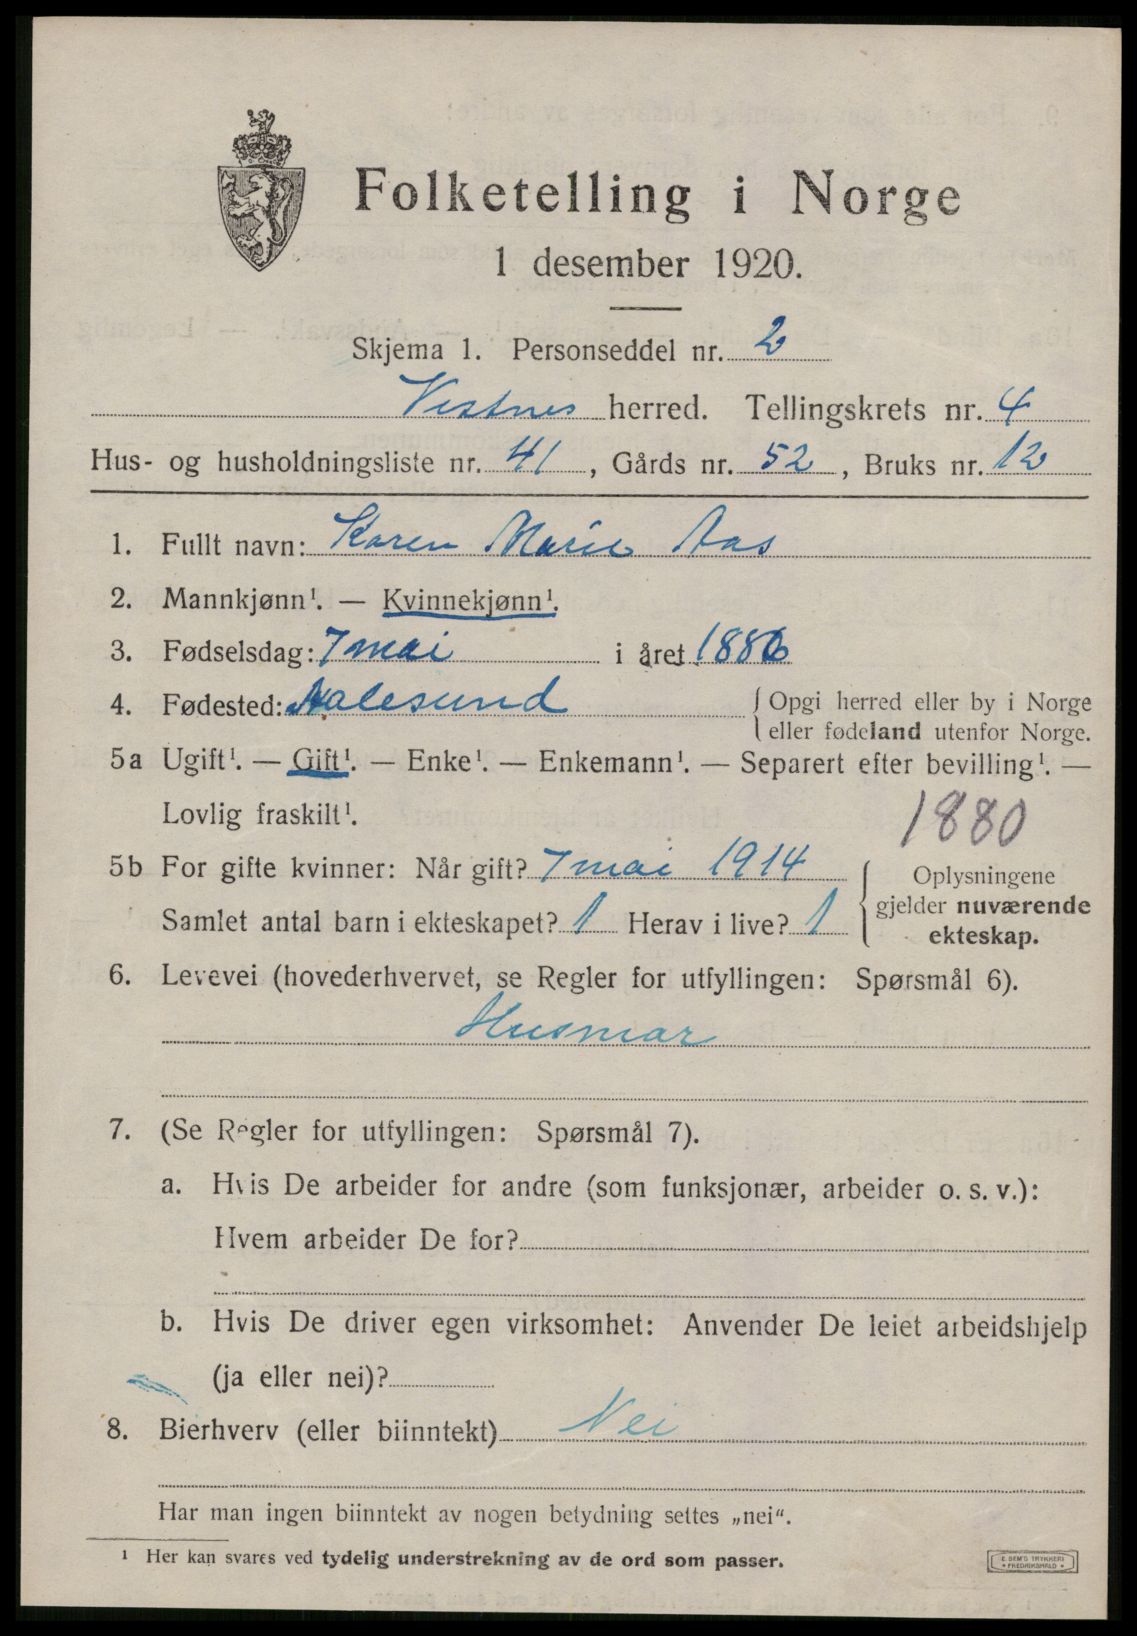 Folketelling i Norge
1 desember 1920.
Skjema 1. Personseddel nr. 2
Vestnes herred. Tellingskrets nr. 4
Hus- og husholdningsliste nr. 41, Gårds nr. 52, Bruks nr. 12
1. Fullt navn: Karen Marie Aas
2. Mannkjønn¹. — Kvinnekjønn¹.
3. Fødselsdag: 7 mai i året 1880
4. Fødested: Aalesund { Opgi herred eller by i Norge
eller fødeland utenfor Norge.
5a Ugift¹. — Gift¹. — Enke¹. — Enkemann¹. — Separert efter bevilling¹. —
Lovlig fraskilt¹.
1880
5b For gifte kvinner: Når gift? 7 mai 1914
Samlet antal barn i ekteskapet? 1 Herav i live? 1
{ Oplysningene
gjelder nuværende
ekteskap.
6. Levevei (hovederhvervet, se Regler for utfyllingen: Spørsmål 6).
Husmor
7. (Se Regler for utfyllingen: Spørsmål 7).
a. Hvis De arbeider for andre (som funksjonær, arbeider o. s. v.):
Hvem arbeider De for?
b. Hvis De driver egen virksomhet: Anvender De leiet arbeidshjelp
(ja eller nei)?
8. Bierhverv (eller biinntekt) Nei
Har man ingen biinntekt av nogen betydning settes „nei“.
¹ Her kan svares ved tydelig understrekning av de ord som passer.
E. SEM'S TRYKKERI
• FREDRIKSHALD •